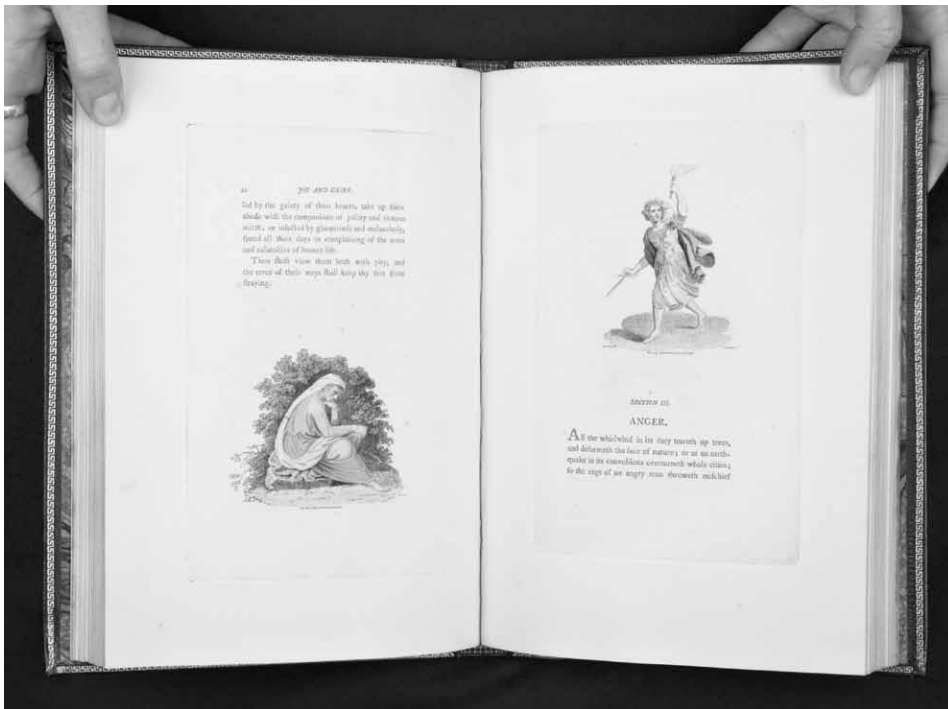 JOY AND GRIEF.
led by the gaiety of their hearts, take up their
abode with the companions of jollity and riotous
mirth; or infected by gloomineſs and melancholy,
ſpend all their days in complaining of the woes
and calamities of human life.
Thou ſhalt view them both with pity, and
the error of their ways ſhall keep thy feet from
ſtraying.
SECTION III.
ANGER.
As the whirlwind in its fury teareth up trees,
and deformeth the face of nature; or as an earth-
quake in its convulſions overturneth whole cities;
ſo the rage of an angry man throweth miſchief